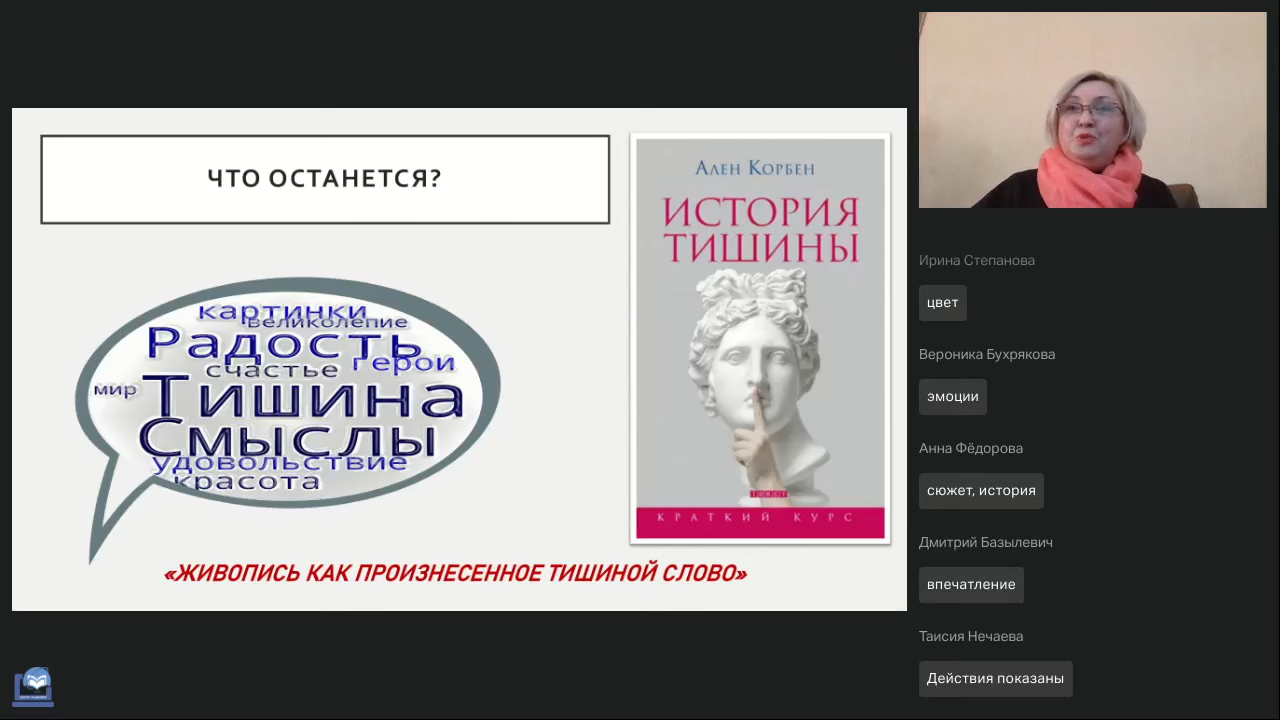 ЧТО ОСТАНЕТСЯ?
картинки
великолепие
Радость
герои
счастье
мир
Тишина
Смыслы
удовольствие
красота
Ален Корбен
ИСТОРИЯ
ТИШИНЫ
ТЕКСТ
КРАТКИЙ КУРС
«ЖИВОПИСЬ КАК ПРОИЗНЕСЕННОЕ ТИШИНОЙ СЛОВО»
Ирина Степанова
цвет
Вероника Бухрякова
эмоции
Анна Фёдорова
сюжет, история
Дмитрий Базылевич
впечатление
Таисия Нечаева
Действия показаны